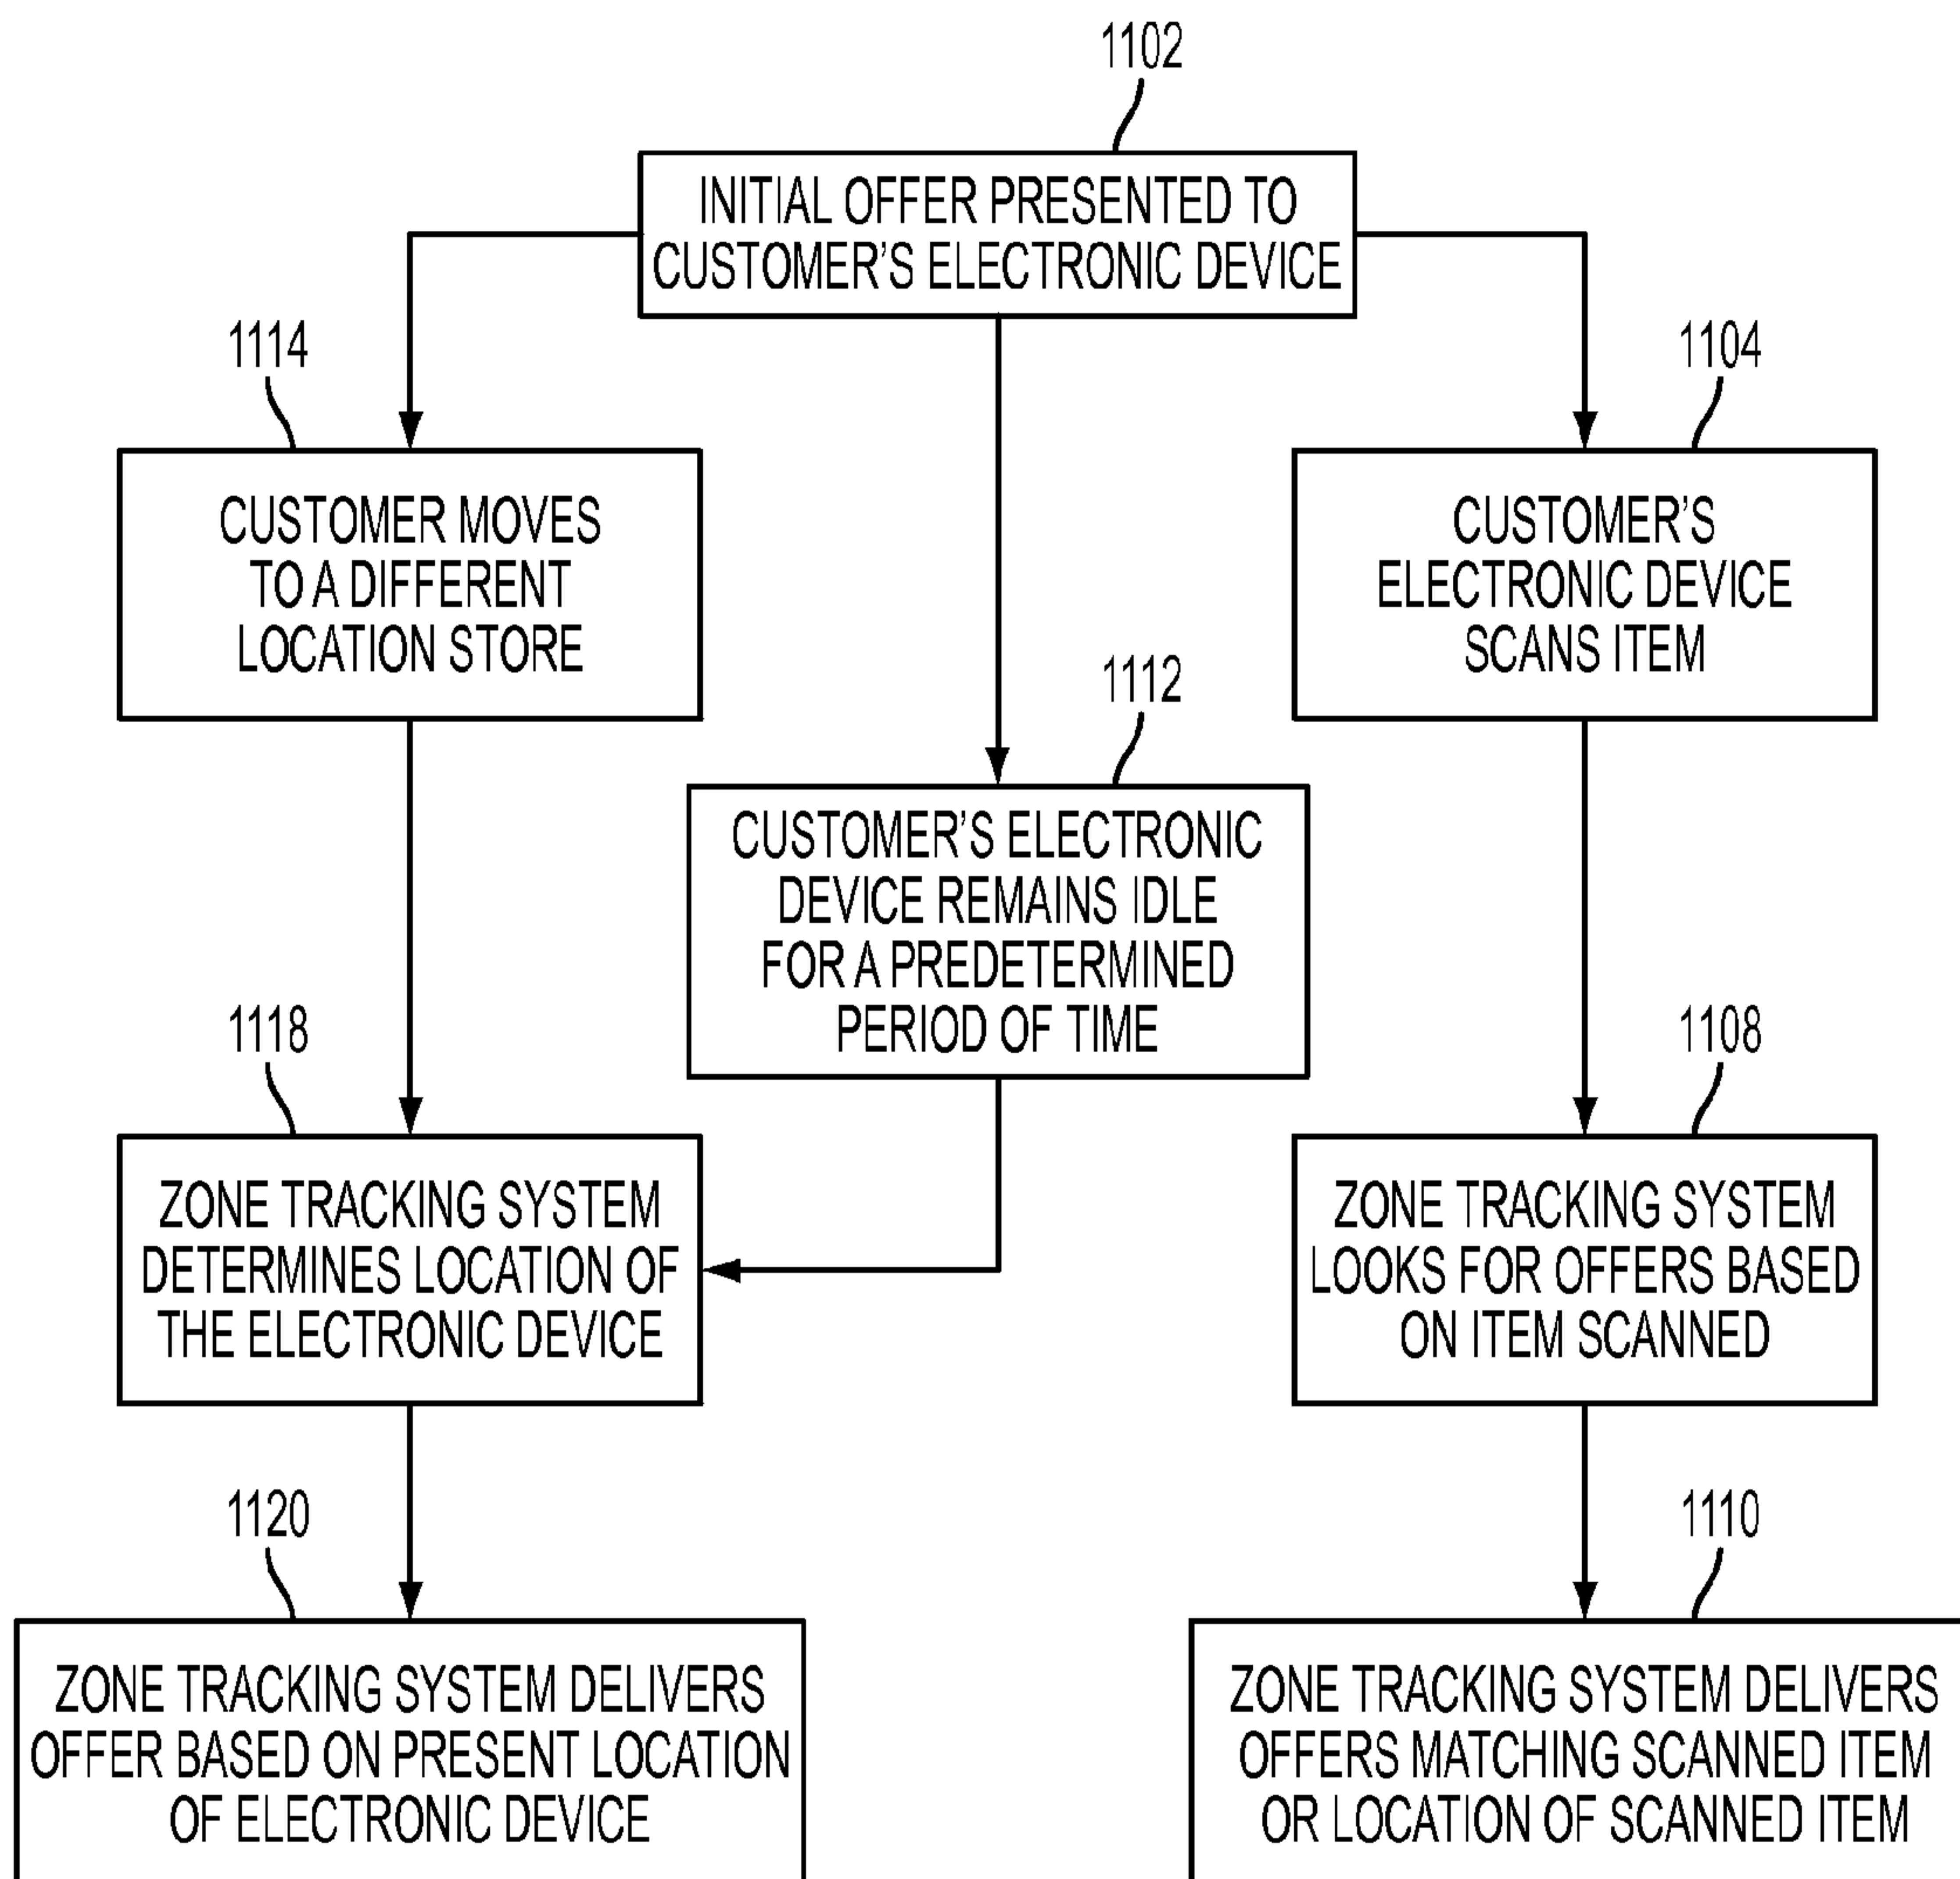 1102
INITIAL OFFER PRESENTED TO
CUSTOMER'S ELECTRONIC DEVICE
1114
CUSTOMER MOVES
TO A DIFFERENT
LOCATION STORE
1104
CUSTOMER'S
ELECTRONIC DEVICE
SCANS ITEM
1112
CUSTOMER'S ELECTRONIC
DEVICE REMAINS IDLE
FOR A PREDETERMINED
PERIOD OF TIME
1118
ZONE TRACKING SYSTEM
DETERMINES LOCATION OF
THE ELECTRONIC DEVICE
1108
ZONE TRACKING SYSTEM
LOOKS FOR OFFERS BASED
ON ITEM SCANNED
1120
ZONE TRACKING SYSTEM DELIVERS
OFFER BASED ON PRESENT LOCATION
OF ELECTRONIC DEVICE
1110
ZONE TRACKING SYSTEM DELIVERS
OFFERS MATCHING SCANNED ITEM
OR LOCATION OF SCANNED ITEM